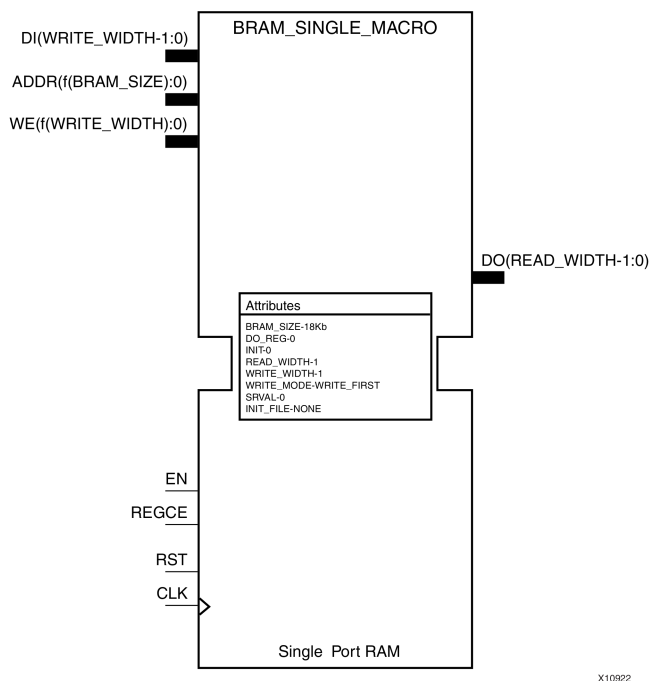 BRAM_SINGLE_MACRO
DI(WRITE_WIDTH-1:0)
ADDR(f(BRAM_SIZE):0)
WE(f(WRITE_WIDTH):0)
DO(READ_WIDTH-1:0)
Attributes
BRAM_SIZE-18Kb
DO_REG-0
INIT-0
READ_WIDTH-1
WRITE_WIDTH-1
WRITE_MODE-WRITE_FIRST
SRVAL-0
INIT_FILE-NONE
EN
REGCE
RST
CLK
Single Port RAM
X10922